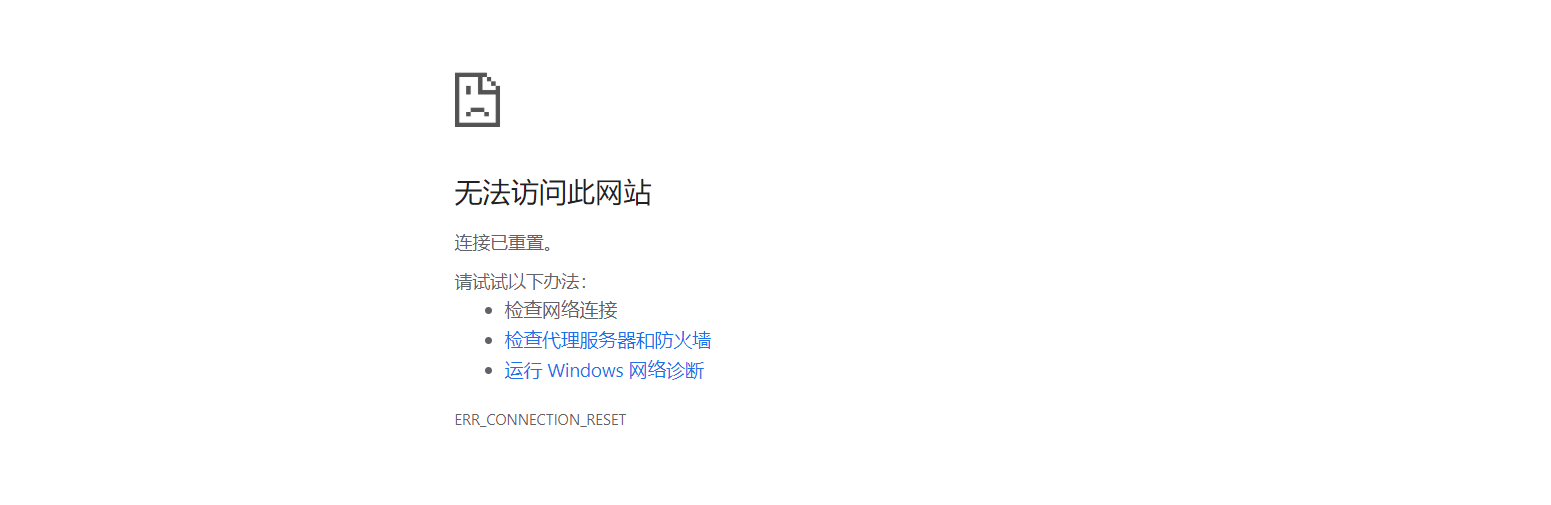 无法访问此网站
连接已重置。
请试试以下办法：
检查网络连接
检查代理服务器和防火墙
运行 Windows 网络诊断
ERR_CONNECTION_RESET